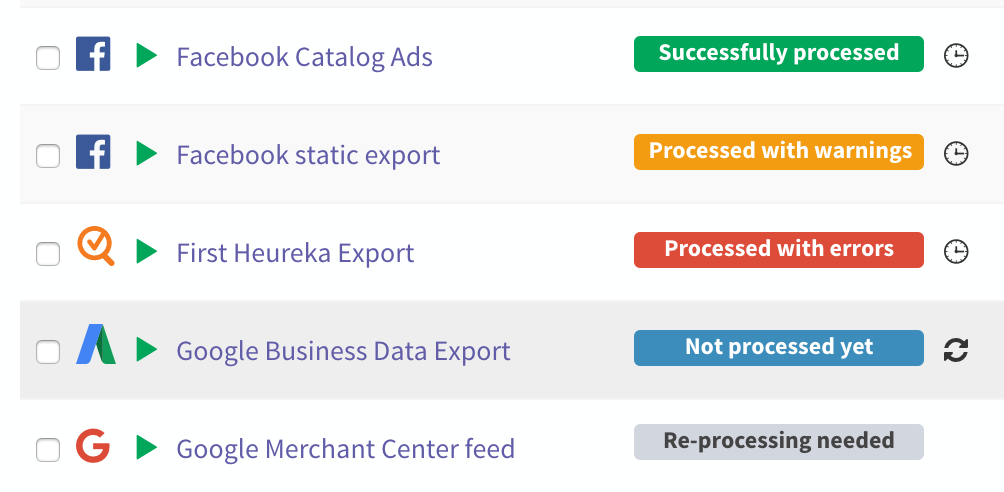 Facebook Catalog Ads Successfully processed
Facebook static export Processed with warnings
First Heureka Export Processed with errors
Google Business Data Export Not processed yet
Google Merchant Center feed Re-processing needed